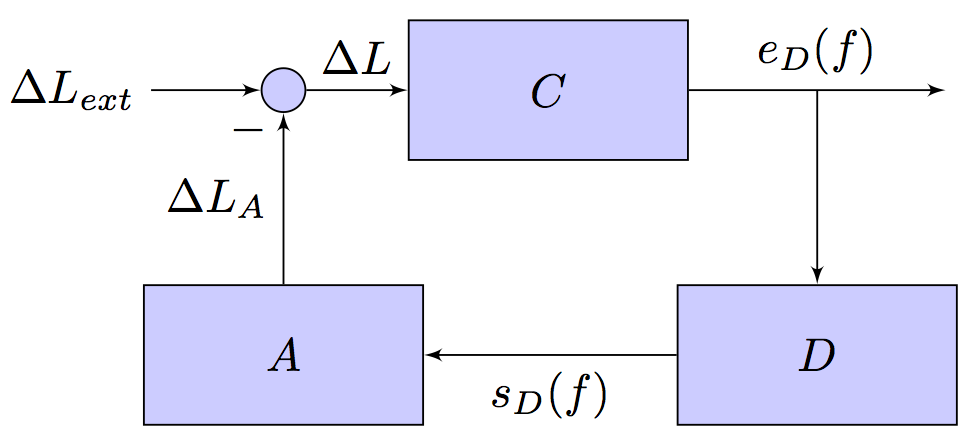 ΔL_ext
ΔL
C
e_D(f)
−
ΔL_A
A
s_D(f)
D